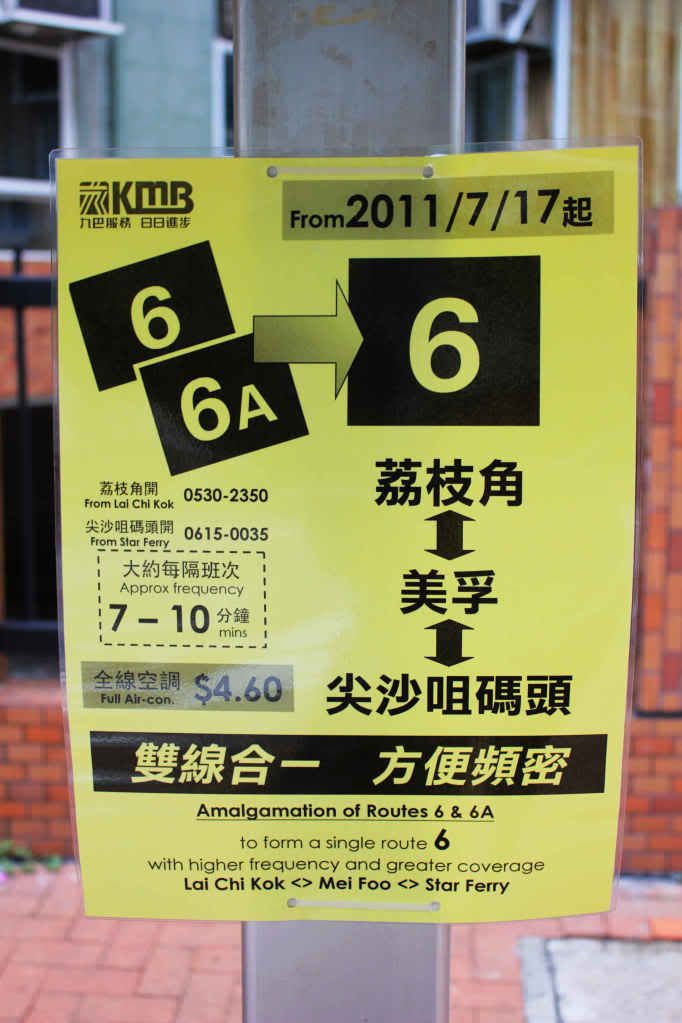 KMB
九巴服務 日日進步
From 2011/7/17起
6
6A
6
荔枝角開
From Lai Chi Kok 0530-2350
尖沙咀碼頭開
From Star Ferry 0615-0035
大約每隔班次
Approx frequency
7 – 10 分鐘
mins
全線空調
Full Air-con. $4.60
荔枝角
美孚
尖沙咀碼頭
雙線合一 方便頻密
Amalgamation of Routes 6 & 6A
to form a single route 6
with higher frequency and greater coverage
Lai Chi Kok <> Mei Foo <> Star Ferry